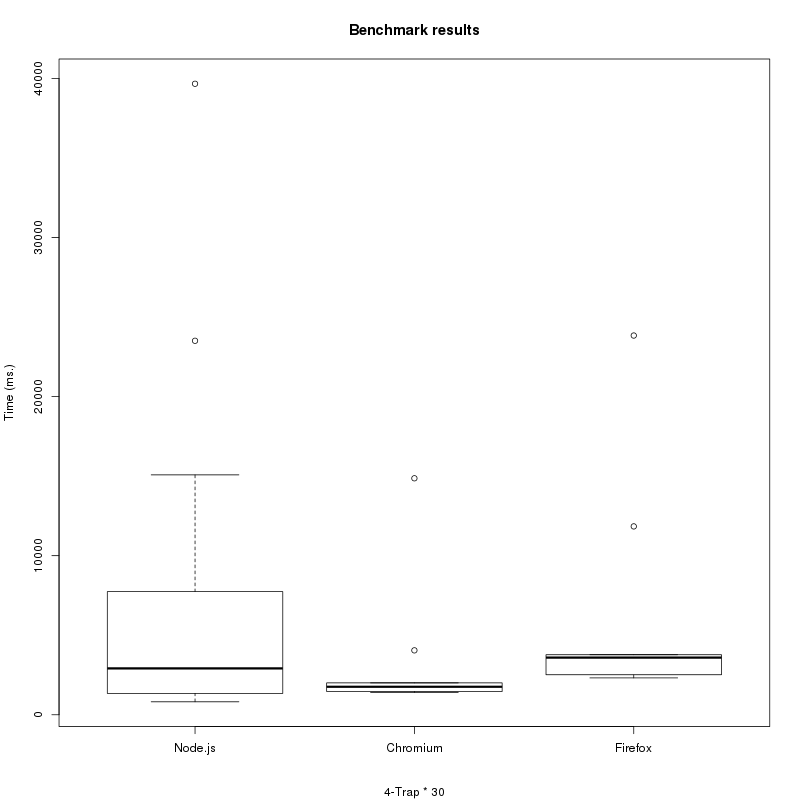 Benchmark results
Time (ms.)
40000
30000
20000
10000
0
Node.js Chromium Firefox
4-Trap * 30